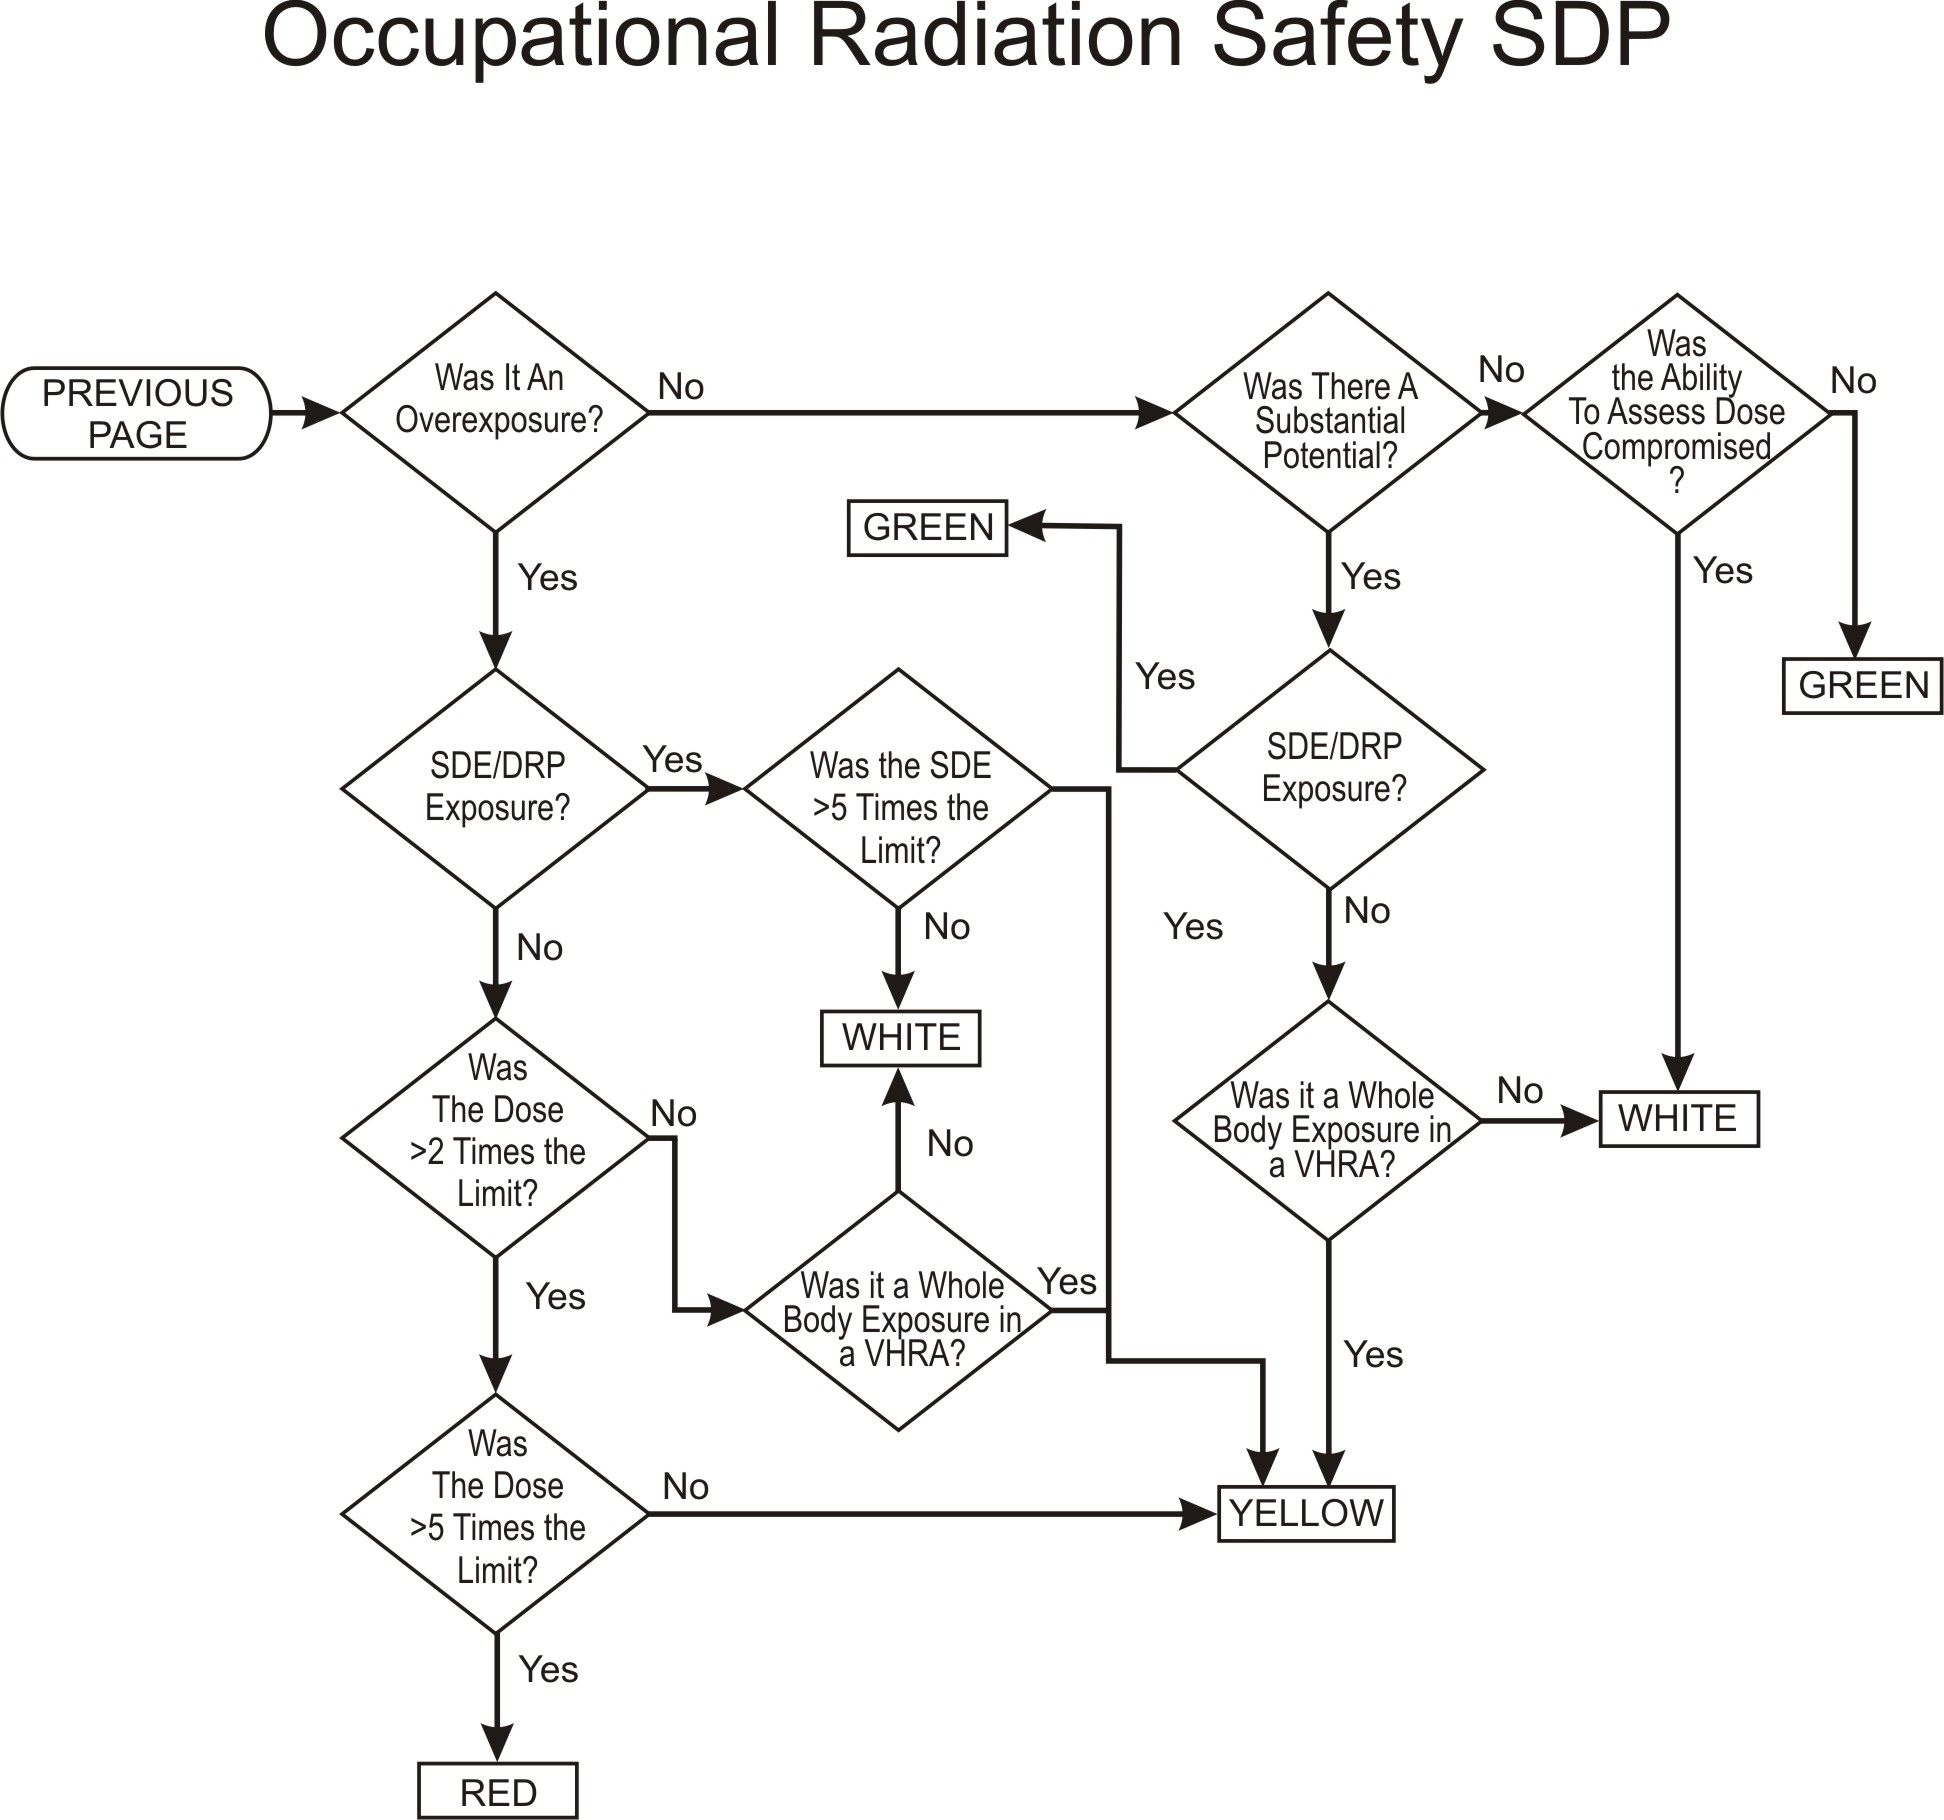 Occupational Radiation Safety SDP
PREVIOUS
PAGE
Was It An
Overexposure?
No
Was There A
Substantial
Potential?
No
Was
the Ability
To Assess Dose
Compromised
?
No
GREEN
Yes
Yes
Yes
GREEN
Yes
SDE/DRP
Exposure?
Yes
Was the SDE
>5 Times the
Limit?
SDE/DRP
Exposure?
No
No
Yes
No
Was
The Dose
>2 Times the
Limit?
No
WHITE
No
Was it a Whole
Body Exposure in
a VHRA?
No
WHITE
Yes
Was it a Whole
Body Exposure in
a VHRA?
Yes
Yes
Was
The Dose
>5 Times the
Limit?
No
YELLOW
Yes
RED